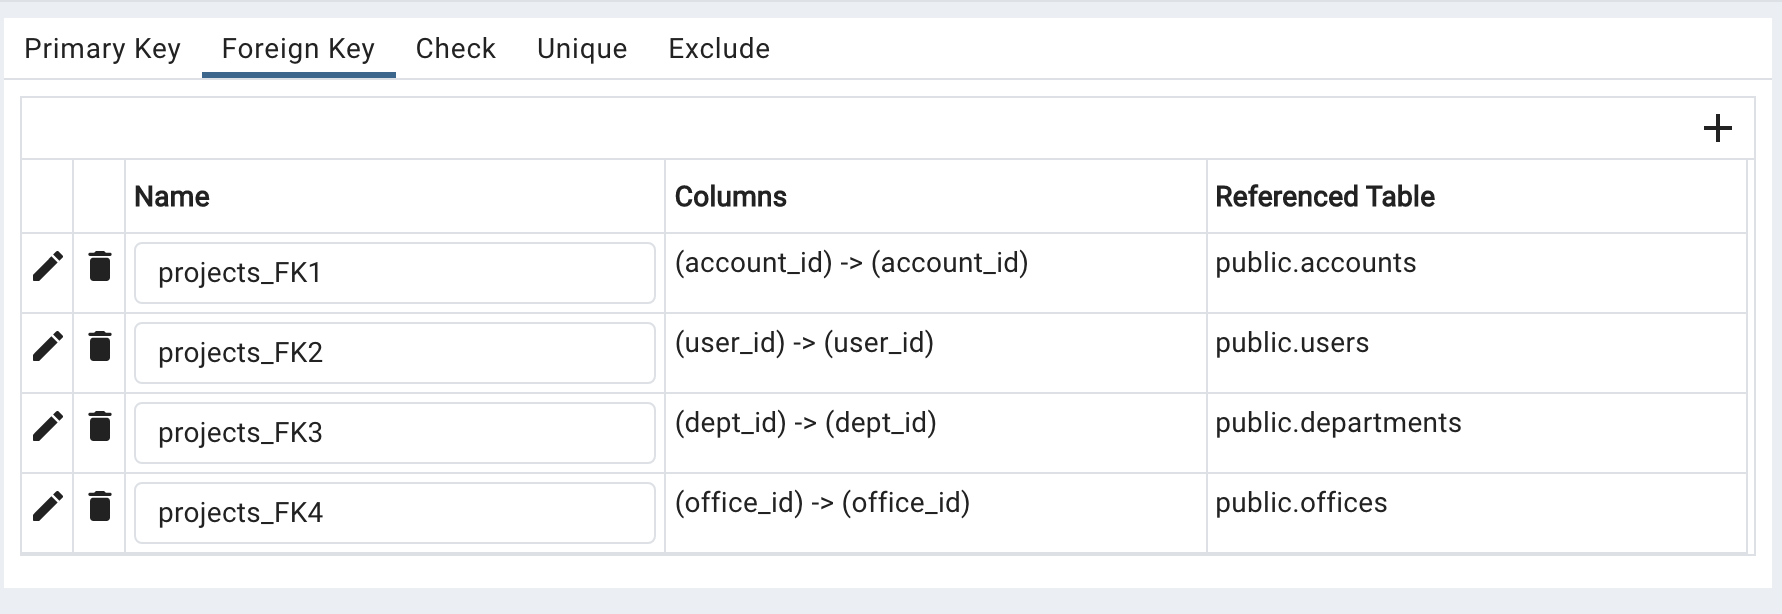 Primary Key Foreign Key Check Unique Exclude
Name Columns Referenced Table
projects_FK1 (account_id) -> (account_id) public.accounts
projects_FK2 (user_id) -> (user_id) public.users
projects_FK3 (dept_id) -> (dept_id) public.departments
projects_FK4 (office_id) -> (office_id) public.offices